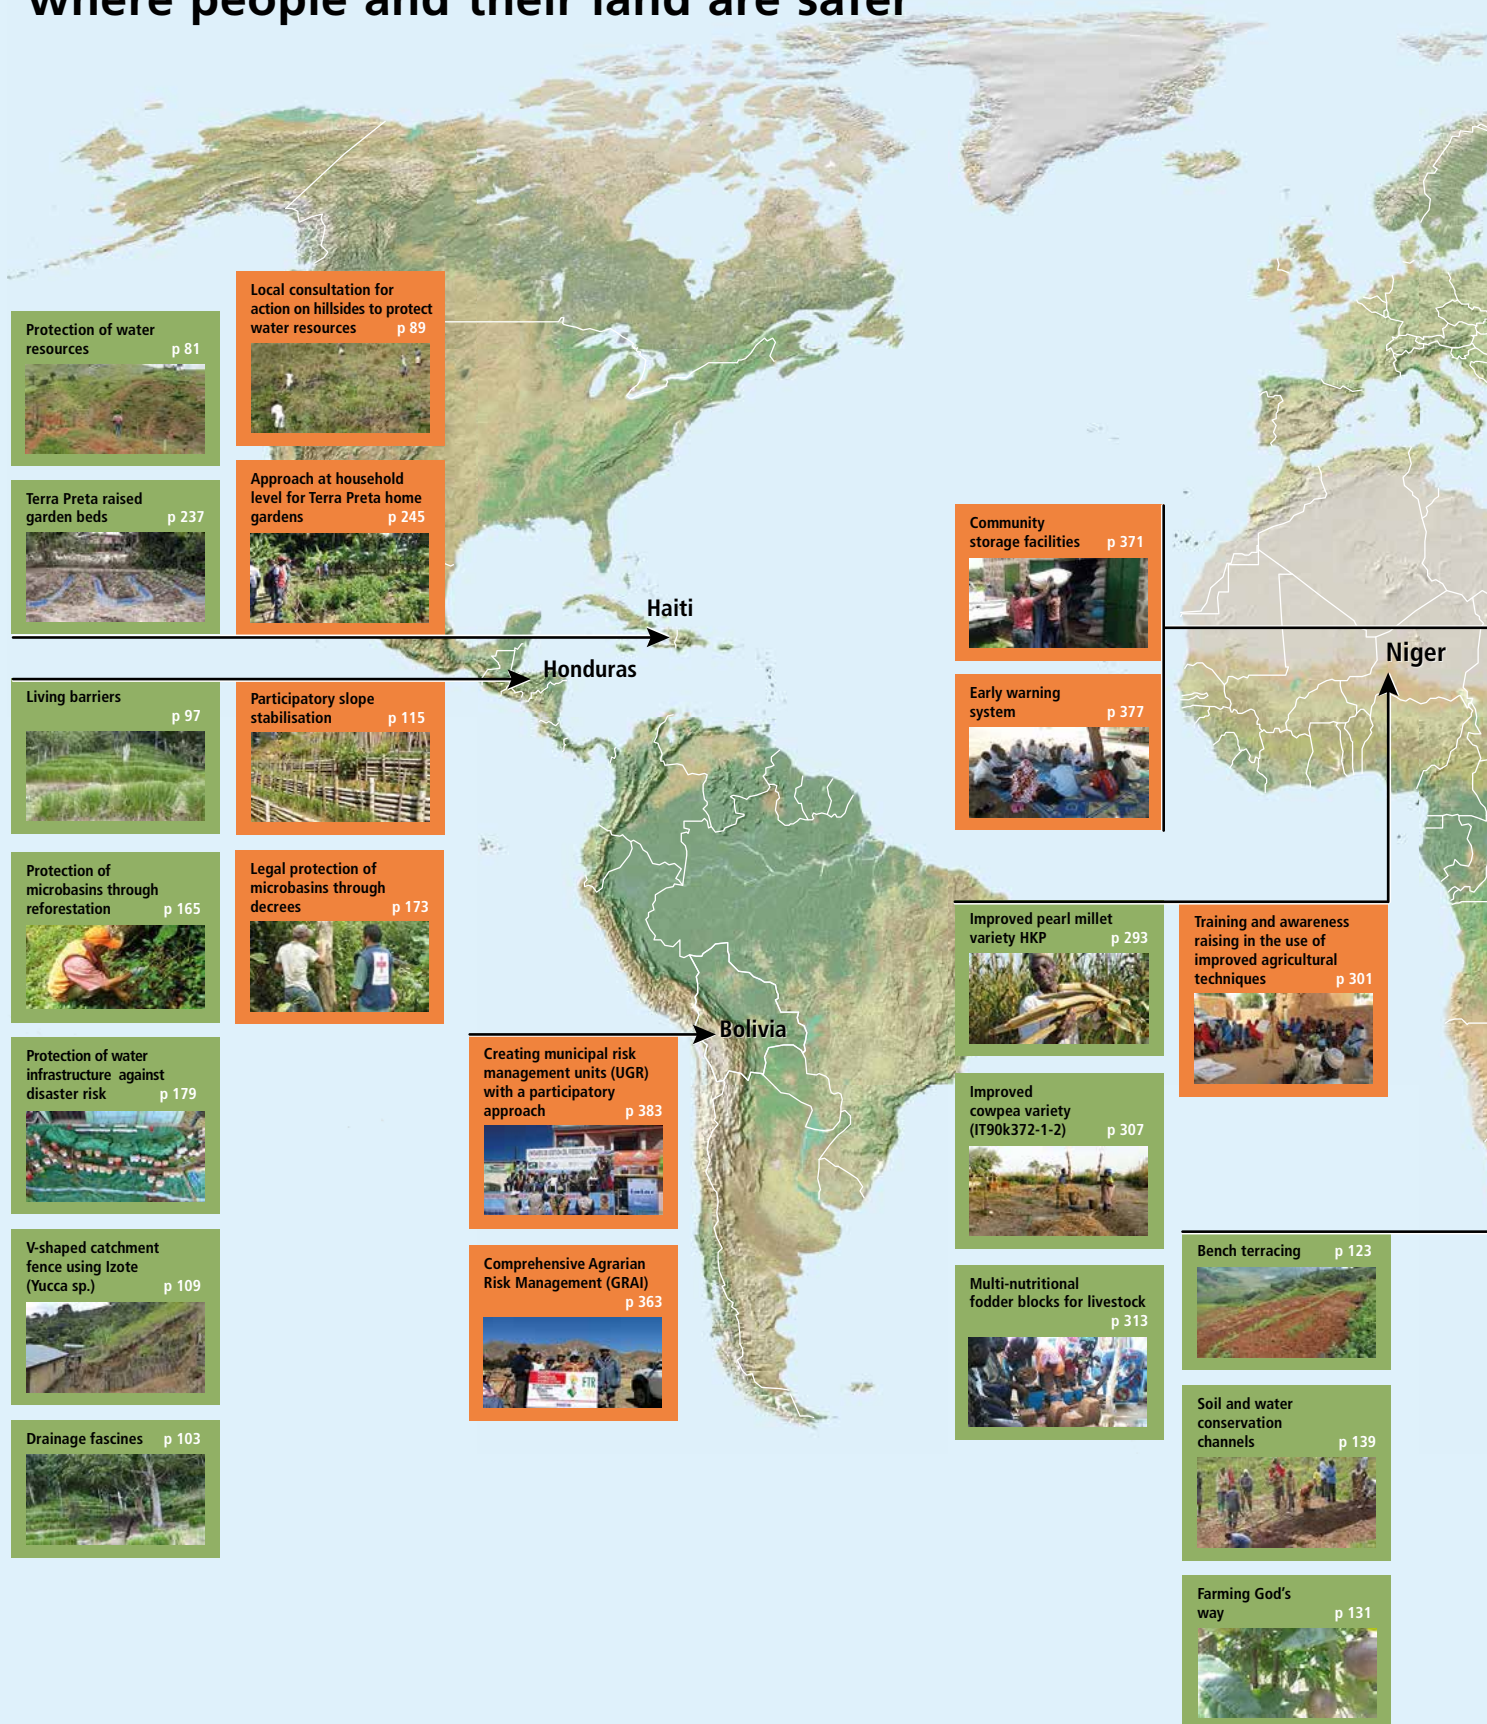 where people and their land are safer
Local consultation for
action on hillsides to protect
water resources p 89
Protection of water
resources p 81
Approach at household
level for Terra Preta home
gardens p 245
Terra Preta raised
garden beds p 237
Haiti
Honduras
Living barriers
p 97
Participatory slope
stabilisation p 115
Protection of
microbasins through
reforestation p 165
Legal protection of
microbasins through
decrees p 173
Protection of water
infrastructure against
disaster risk p 179
V-shaped catchment
fence using Izote
(Yucca sp.) p 109
Drainage fascines p 103
Bolivia
Creating municipal risk
management units (UGR)
with a participatory
approach p 383
Comprehensive Agrarian
Risk Management (GRAI)
p 363
FTR
Community
storage facilities p 371
Early warning
system p 377
Niger
Improved pearl millet
variety HKP p 293
Training and awareness
raising in the use of
improved agricultural
techniques p 301
Improved
cowpea variety
(IT90k372-1-2) p 307
Multi-nutritional
fodder blocks for livestock
p 313
Bench terracing p 123
Soil and water
conservation
channels p 139
Farming God's
way p 131